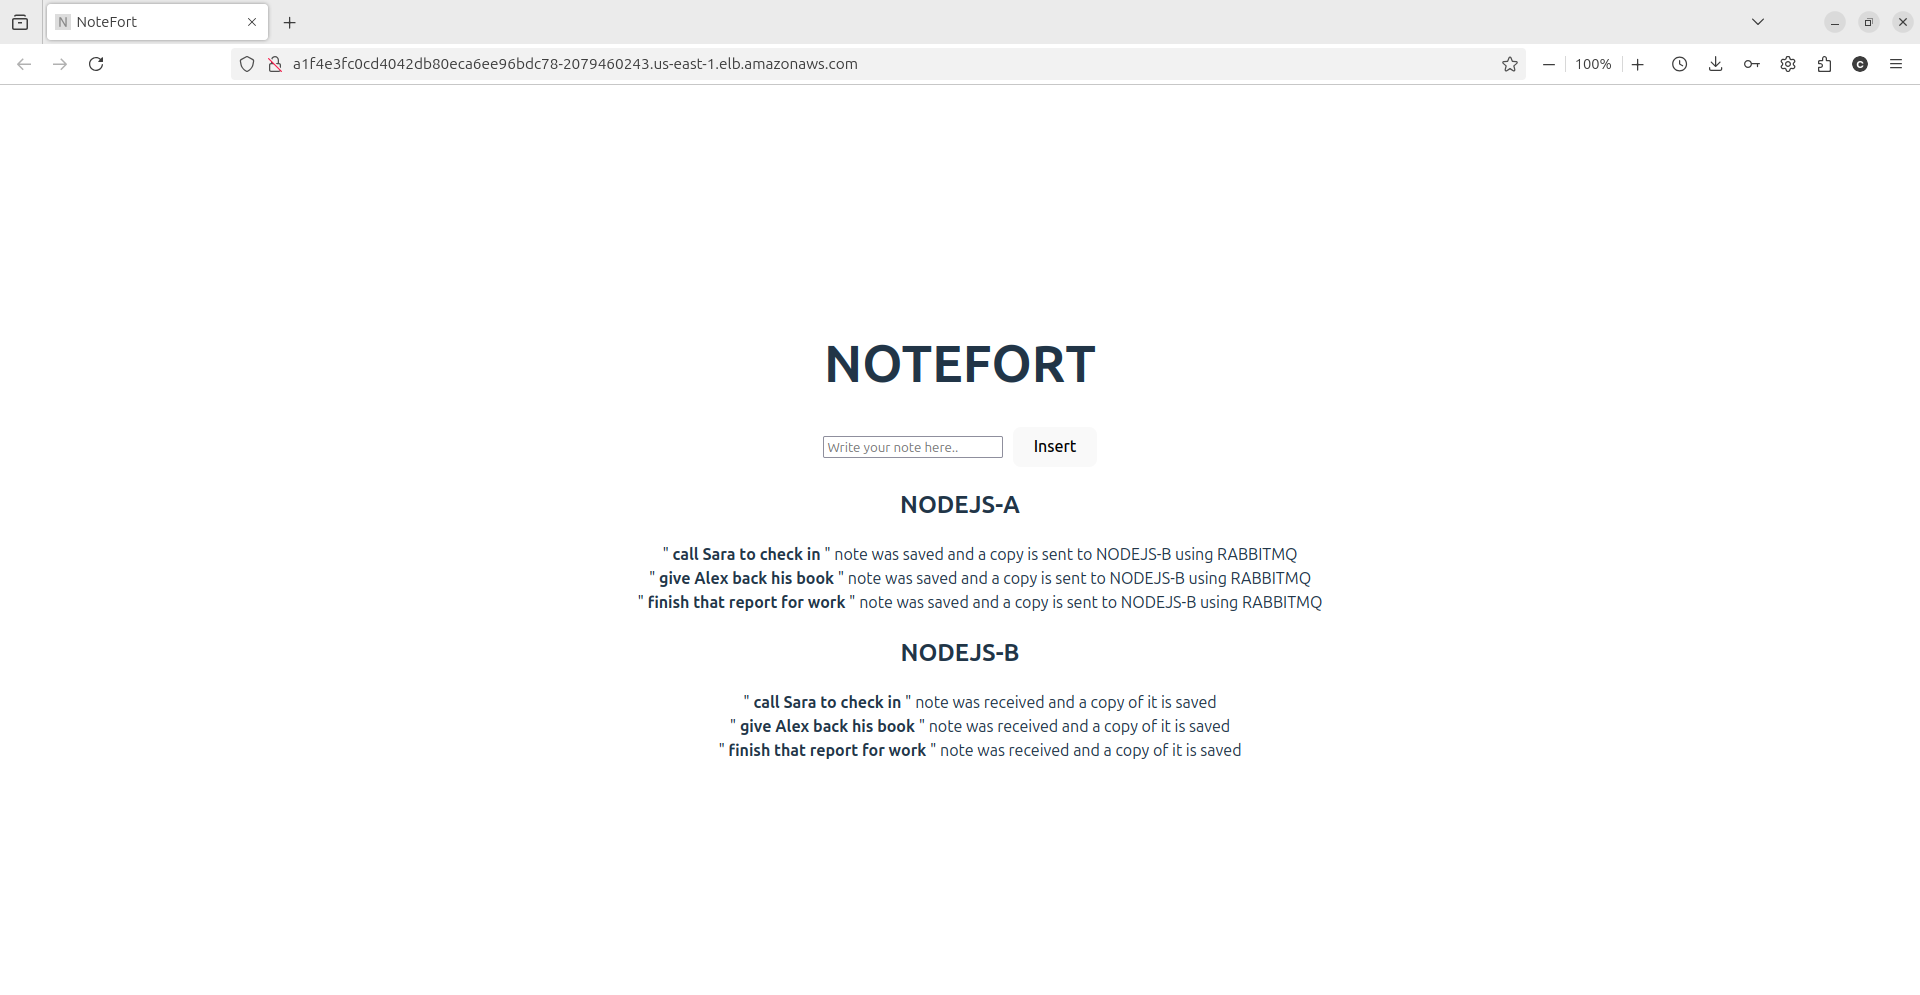 N NoteFort
a1f4e3fc0cd4042db80eca6ee96bdc78-2079460243.us-east-1.elb.amazonaws.com 100% C
NOTEFORT
Write your note here.. Insert
NODEJS-A
" call Sara to check in " note was saved and a copy is sent to NODEJS-B using RABBITMQ
" give Alex back his book " note was saved and a copy is sent to NODEJS-B using RABBITMQ
" finish that report for work " note was saved and a copy is sent to NODEJS-B using RABBITMQ
NODEJS-B
" call Sara to check in " note was received and a copy of it is saved
" give Alex back his book " note was received and a copy of it is saved
" finish that report for work " note was received and a copy of it is saved